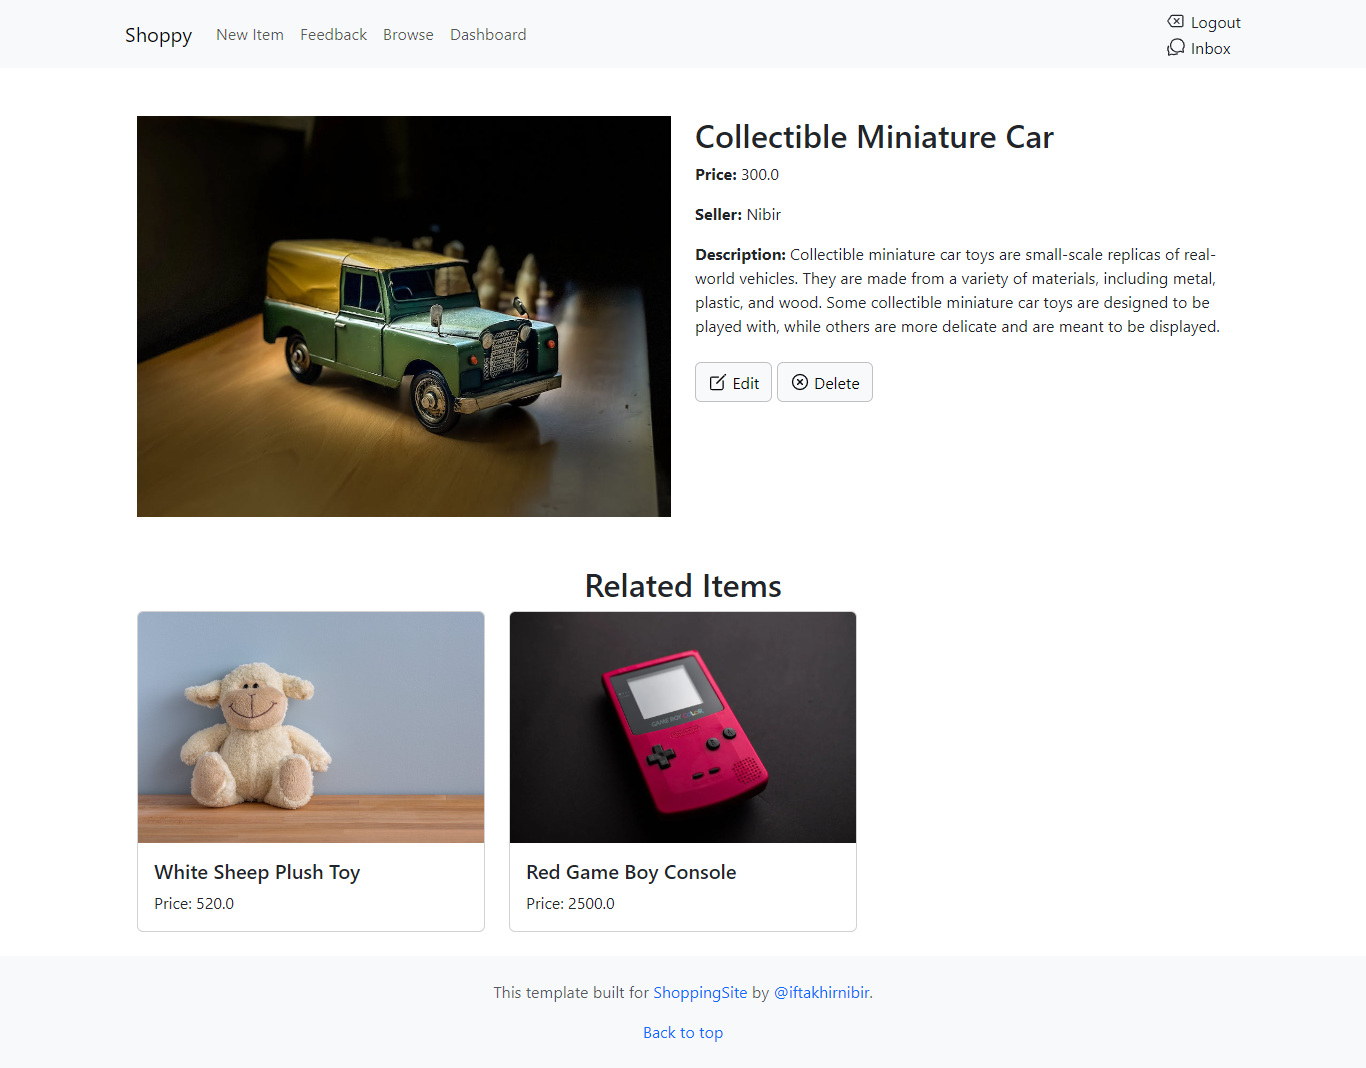 Shoppy New Item Feedback Browse Dashboard
Logout
Inbox
Collectible Miniature Car
Price: 300.0
Seller: Nibir
Description: Collectible miniature car toys are small-scale replicas of real-
world vehicles. They are made from a variety of materials, including metal,
plastic, and wood. Some collectible miniature car toys are designed to be
played with, while others are more delicate and are meant to be displayed.
Edit Delete
Related Items
GAME BOY COLOR
White Sheep Plush Toy
Price: 520.0
Red Game Boy Console
Price: 2500.0
This template built for ShoppingSite by @iftakhirnibir.
Back to top